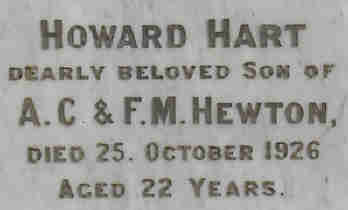 HOWARD HART
DEARLY BELOVED SON OF
A.C & F.M. HEWTON,
DIED 25. OCTOBER 1926
AGED 22 YEARS.